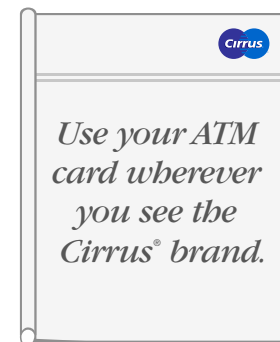 Cirrus
Use your ATM
card wherever
you see the
Cirrus® brand.